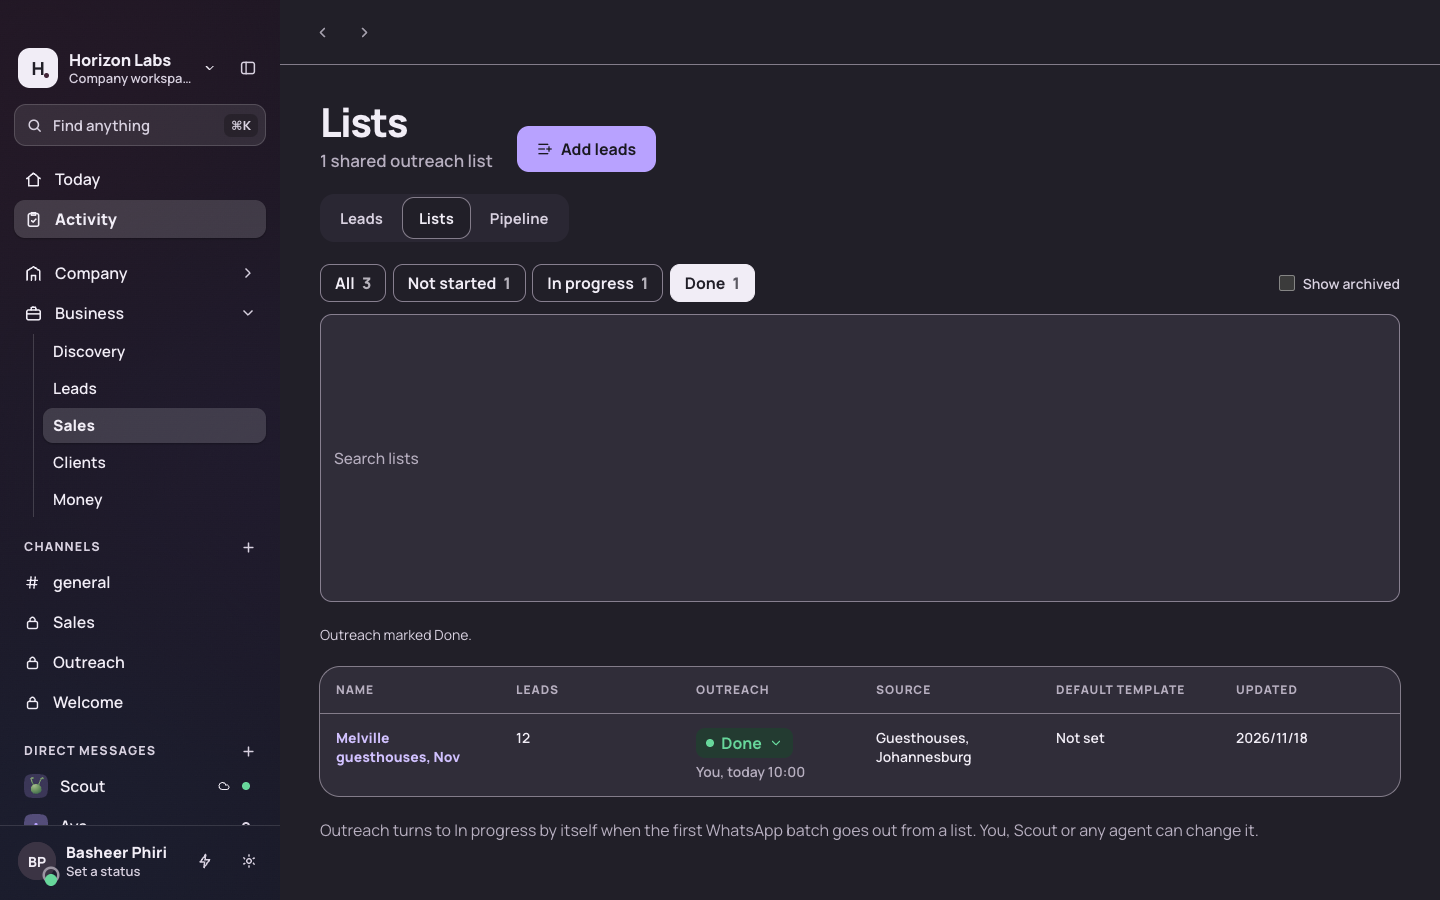 H.
Horizon Labs
Company workspa...
Find anything
⌘K
Today
Activity
Company
Business
Discovery
Leads
Sales
Clients
Money
CHANNELS
general
Sales
Outreach
Welcome
DIRECT MESSAGES
Scout
BP
Basheer Phiri
Set a status
Lists
1 shared outreach list
Add leads
Leads
Lists
Pipeline
All 3
Not started 1
In progress 1
Done 1
Show archived
Search lists
Outreach marked Done.
NAME LEADS OUTREACH SOURCE DEFAULT TEMPLATE UPDATED
Melville guesthouses, Nov
12
Done
You, today 10:00
Guesthouses, Johannesburg
Not set
2026/11/18
Outreach turns to In progress by itself when the first WhatsApp batch goes out from a list. You, Scout or any agent can change it.